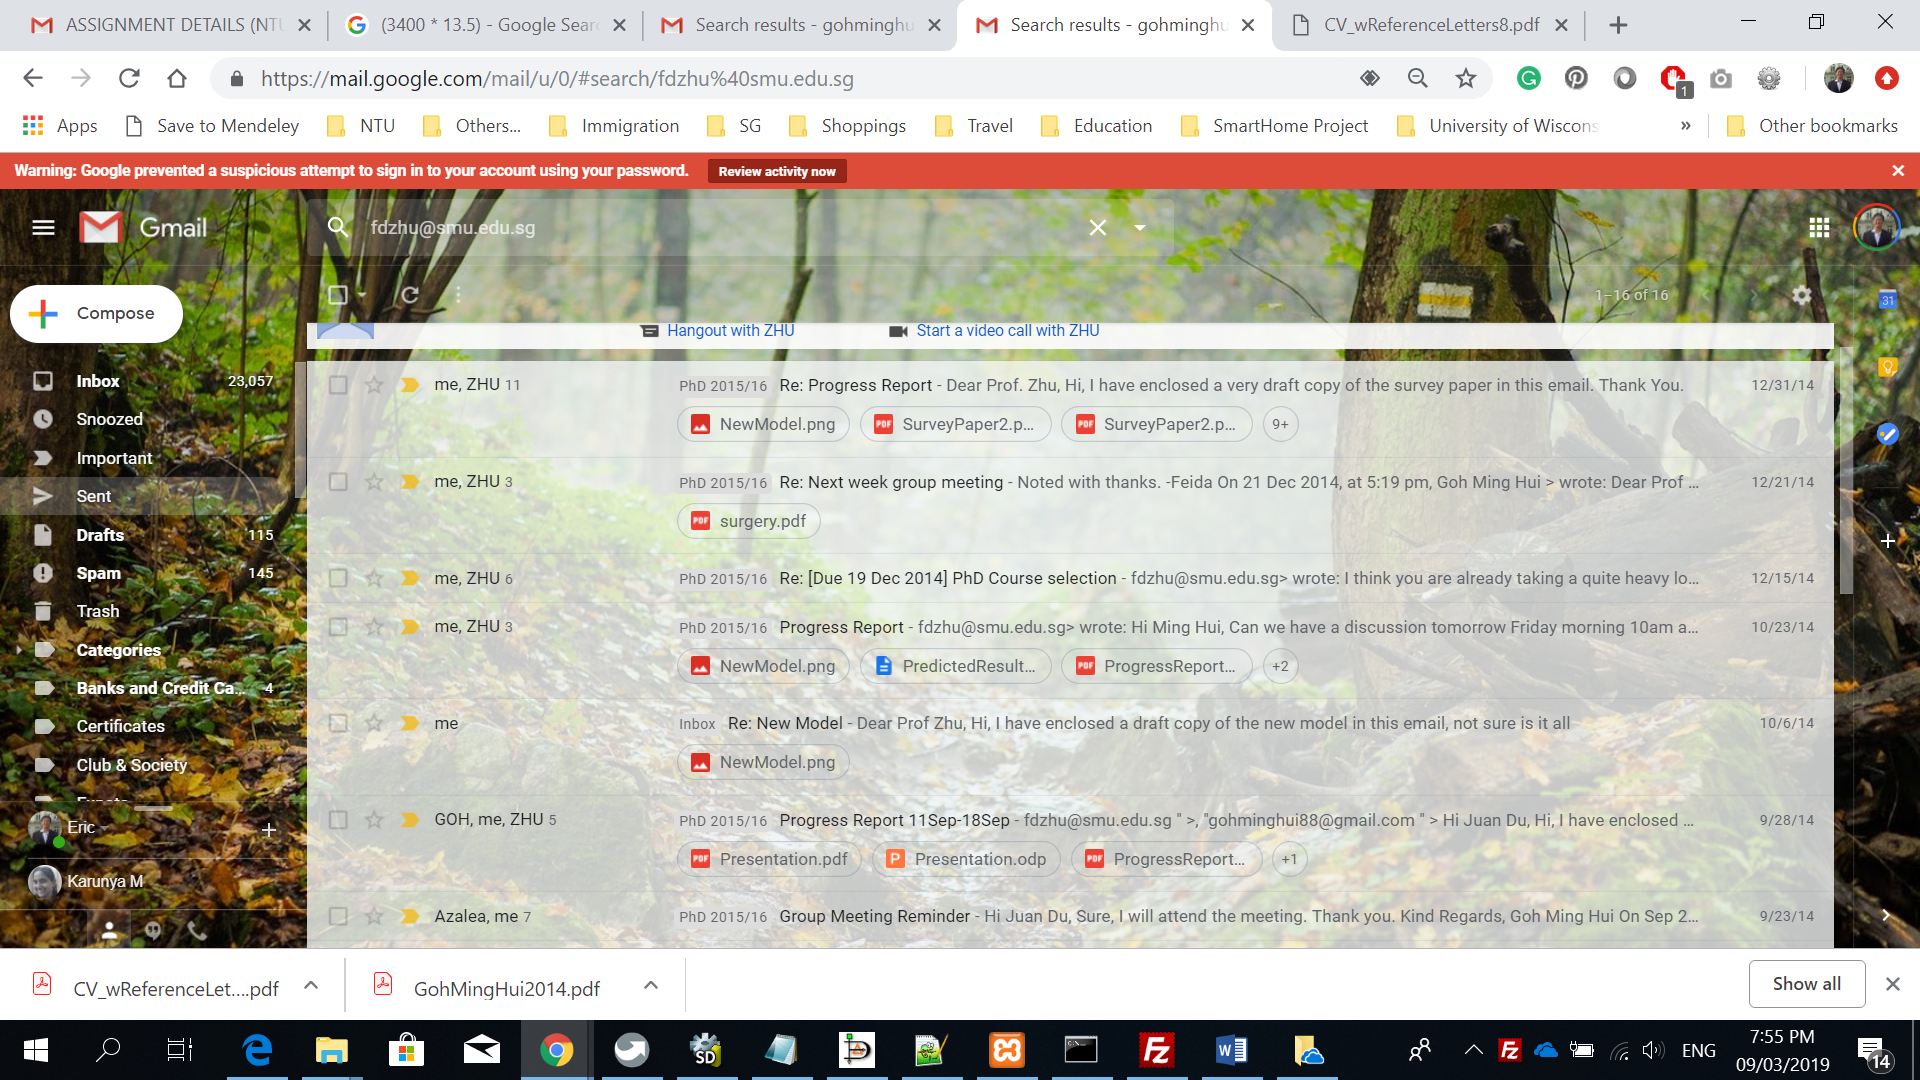 ASSIGNMENT DETAILS (NTU
(3400 * 13.5) - Google Sear
Search results - gohminghu
Search results - gohminghu
CV_wReferenceLetters8.pdf
https://mail.google.com/mail/u/0/#search/fdzhu%40smu.edu.sg
1
Apps
Save to Mendeley
NTU
Others...
Immigration
SG
Shoppings
Travel
Education
SmartHome Project
University of Wiscons
»
Other bookmarks
Warning: Google prevented a suspicious attempt to sign in to your account using your password.
Review activity now
Gmail
fdzhu@smu.edu.sg
Compose
1–16 of 16
31
Hangout with ZHU
Start a video call with ZHU
Inbox 23,057
Snoozed
Important
Sent
Drafts 115
Spam 145
Trash
Categories
Banks and Credit Ca... 4
Certificates
Club & Society
Eric
Karunya M
me, ZHU 11 PhD 2015/16 Re: Progress Report - Dear Prof. Zhu, Hi, I have enclosed a very draft copy of the survey paper in this email. Thank You. 12/31/14
NewModel.png PDF SurveyPaper2.p... PDF SurveyPaper2.p... 9+
me, ZHU 3 PhD 2015/16 Re: Next week group meeting - Noted with thanks. -Feida On 21 Dec 2014, at 5:19 pm, Goh Ming Hui > wrote: Dear Prof ... 12/21/14
PDF surgery.pdf
me, ZHU 6 PhD 2015/16 Re: [Due 19 Dec 2014] PhD Course selection - fdzhu@smu.edu.sg> wrote: I think you are already taking a quite heavy lo... 12/15/14
me, ZHU 3 PhD 2015/16 Progress Report - fdzhu@smu.edu.sg> wrote: Hi Ming Hui, Can we have a discussion tomorrow Friday morning 10am a... 10/23/14
NewModel.png PredictedResult... PDF ProgressReport... +2
me Inbox Re: New Model - Dear Prof Zhu, Hi, I have enclosed a draft copy of the new model in this email, not sure is it all 10/6/14
NewModel.png
GOH, me, ZHU 5 PhD 2015/16 Progress Report 11Sep-18Sep - fdzhu@smu.edu.sg " >, "gohminghui88@gmail.com " > Hi Juan Du, Hi, I have enclosed ... 9/28/14
PDF Presentation.pdf P Presentation.odp PDF ProgressReport... +1
Azalea, me 7 PhD 2015/16 Group Meeting Reminder - Hi Juan Du, Sure, I will attend the meeting. Thank you. Kind Regards, Goh Ming Hui On Sep 2... 9/23/14
CV_wReferenceLet....pdf
GohMingHui2014.pdf
Show all
SD
Fz
W
Fz
ENG
7:55 PM
09/03/2019
14